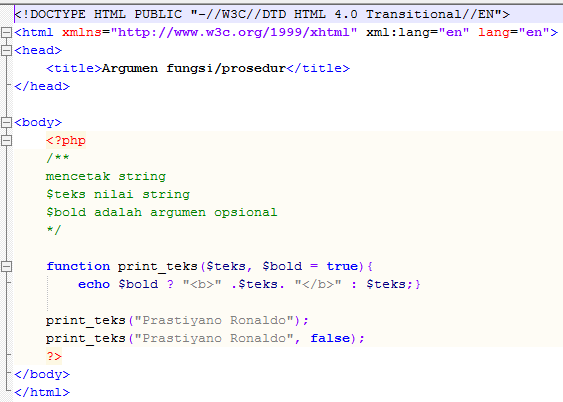 <!DOCTYPE HTML PUBLIC "-//W3C//DTD HTML 4.0 Transitional//EN">
<html xmlns="http://www.w3c.org/1999/xhtml" xml:lang="en" lang="en">
<head>
    <title>Argumen fungsi/prosedur</title>
</head>

<body>
    <?php
    /**
    mencetak string
    $teks nilai string
    $bold adalah argumen opsional
    */

    function print_teks($teks, $bold = true){
        echo $bold ? "<b>" .$teks. "</b>" : $teks;}

    print_teks("Prastiyano Ronaldo");
    print_teks("Prastiyano Ronaldo", false);
    ?>
</body>
</html>